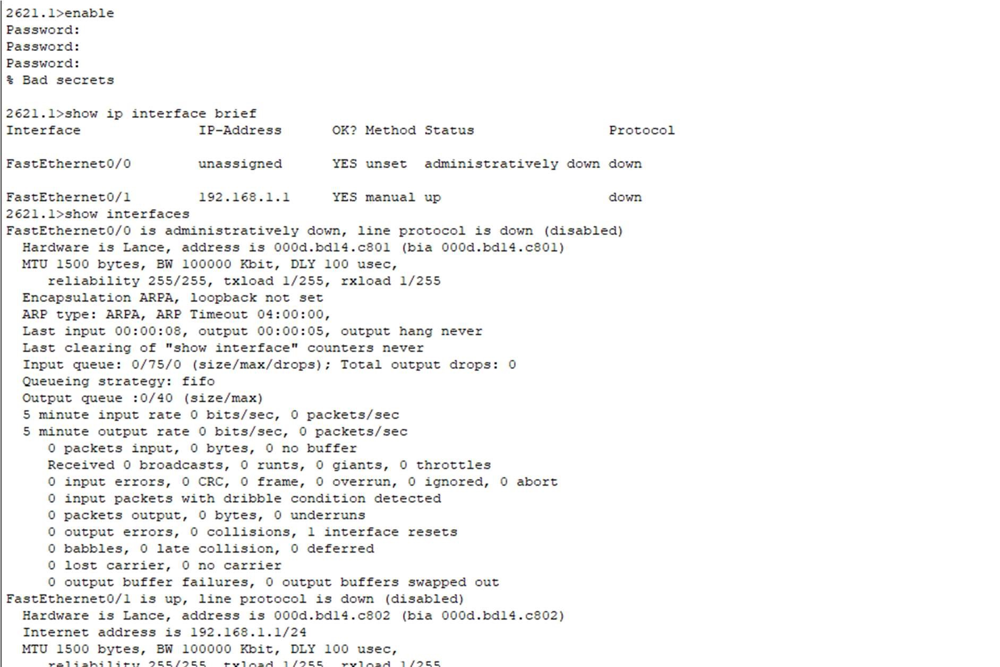 2621.1>enable
Password:
Password:
Password:
% Bad secrets
2621.1>show ip interface brief
Interface IP-Address OK? Method Status Protocol
FastEthernet0/0 unassigned YES unset administratively down down
FastEthernet0/1 192.168.1.1 YES manual up down
2621.1>show interfaces
FastEthernet0/0 is administratively down, line protocol is down (disabled)
Hardware is Lance, address is 000d.bd14.c801 (bia 000d.bd14.c801)
MTU 1500 bytes, BW 100000 Kbit, DLY 100 usec,
reliability 255/255, txload 1/255, rxload 1/255
Encapsulation ARPA, loopback not set
ARP type: ARPA, ARP Timeout 04:00:00,
Last input 00:00:08, output 00:00:05, output hang never
Last clearing of "show interface" counters never
Input queue: 0/75/0 (size/max/drops); Total output drops: 0
Queueing strategy: fifo
Output queue :0/40 (size/max)
5 minute input rate 0 bits/sec, 0 packets/sec
5 minute output rate 0 bits/sec, 0 packets/sec
0 packets input, 0 bytes, 0 no buffer
Received 0 broadcasts, 0 runts, 0 giants, 0 throttles
0 input errors, 0 CRC, 0 frame, 0 overrun, 0 ignored, 0 abort
0 input packets with dribble condition detected
0 packets output, 0 bytes, 0 underruns
0 output errors, 0 collisions, 1 interface resets
0 babbles, 0 late collision, 0 deferred
0 lost carrier, 0 no carrier
0 output buffer failures, 0 output buffers swapped out
FastEthernet0/1 is up, line protocol is down (disabled)
Hardware is Lance, address is 000d.bd14.c802 (bia 000d.bd14.c802)
Internet address is 192.168.1.1/24
MTU 1500 bytes, BW 100000 Kbit, DLY 100 usec,
reliability 255/255, txload 1/255, rxload 1/255